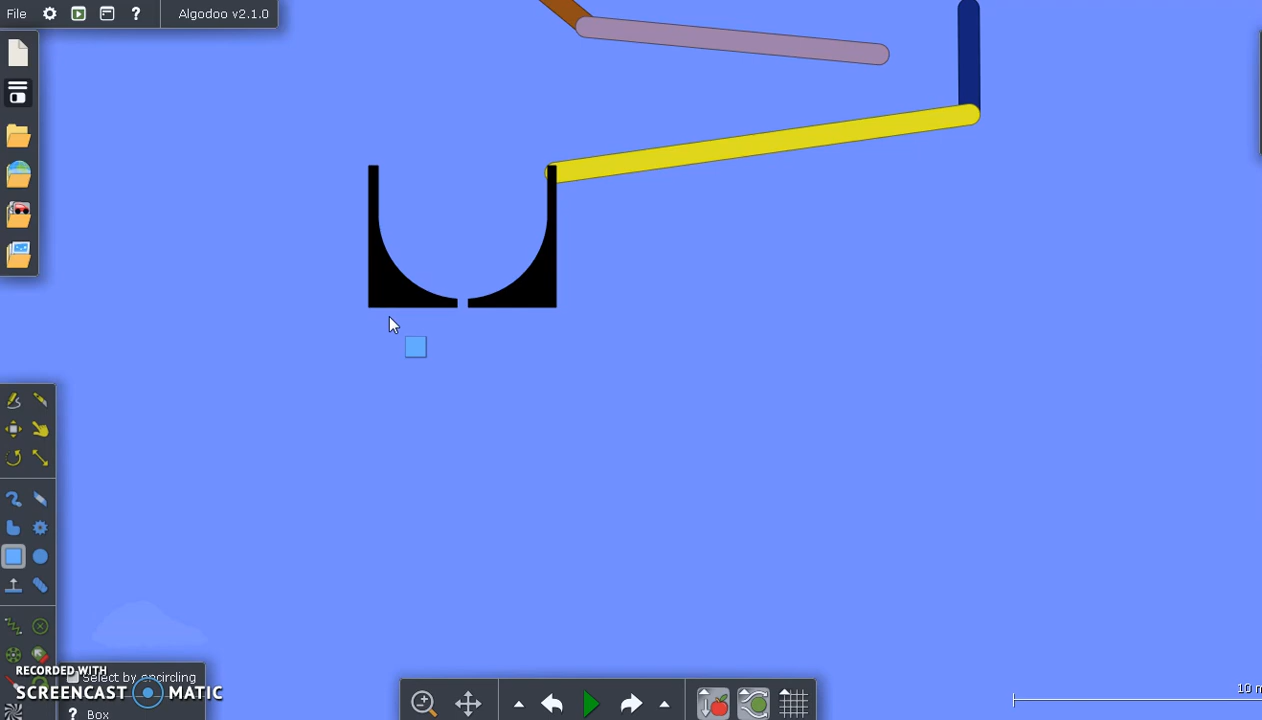 File ? Algodoo v2.1.0
Select by encircling
RECORDED WITH
SCREENCAST MATIC
? Box
10 m